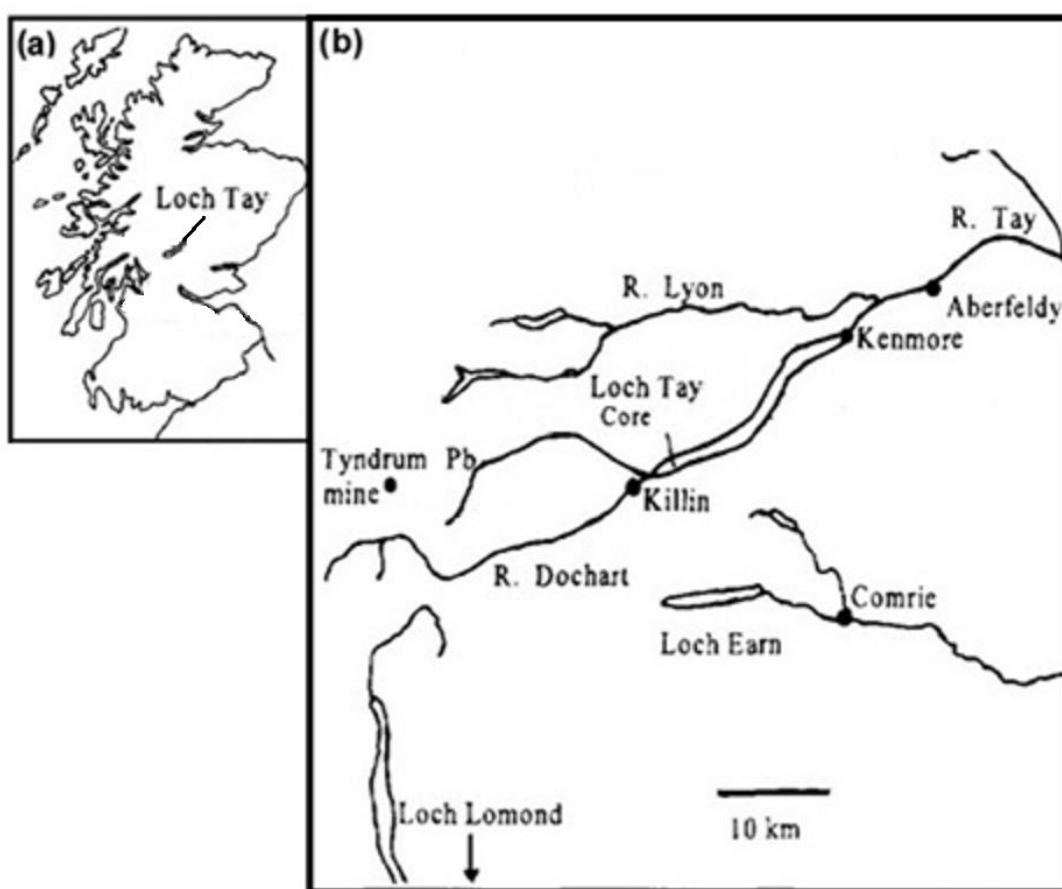 (a)
Loch Tay
(b)
R. Tay
R. Lyon
Aberfeldy
Kenmore
Loch Tay
Core
Tyndrum Pb
mine
Killin
R. Dochart
Comrie
Loch Earn
Loch Lomond
10 km